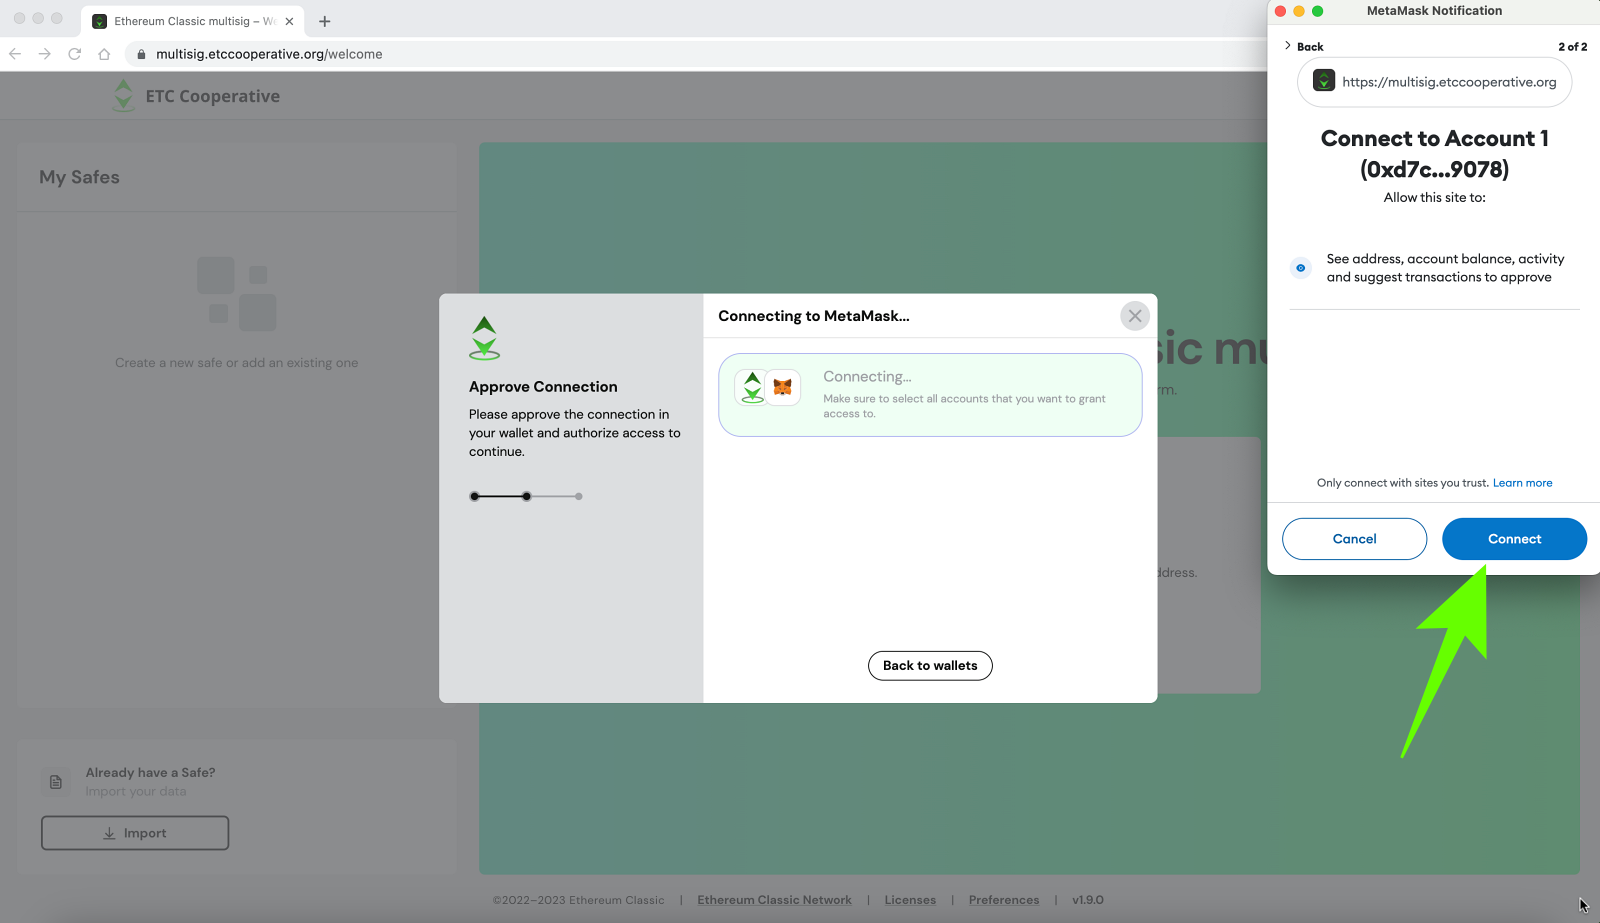 Ethereum Classic multisig – We
multisig.etccooperative.org/welcome
ETC Cooperative
My Safes
Create a new safe or add an existing one
Already have a Safe?
Import your data
Import
Approve Connection
Please approve the connection in
your wallet and authorize access to
continue.
Connecting to MetaMask...
Connecting...
Make sure to select all accounts that you want to grant
access to.
Back to wallets
sic mu
rm.
ddress.
©2022–2023 Ethereum Classic | Ethereum Classic Network | Licenses | Preferences | v1.9.0
MetaMask Notification
Back
2 of 2
https://multisig.etccooperative.org
Connect to Account 1
(0xd7c...9078)
Allow this site to:
See address, account balance, activity
and suggest transactions to approve
Only connect with sites you trust. Learn more
Cancel
Connect